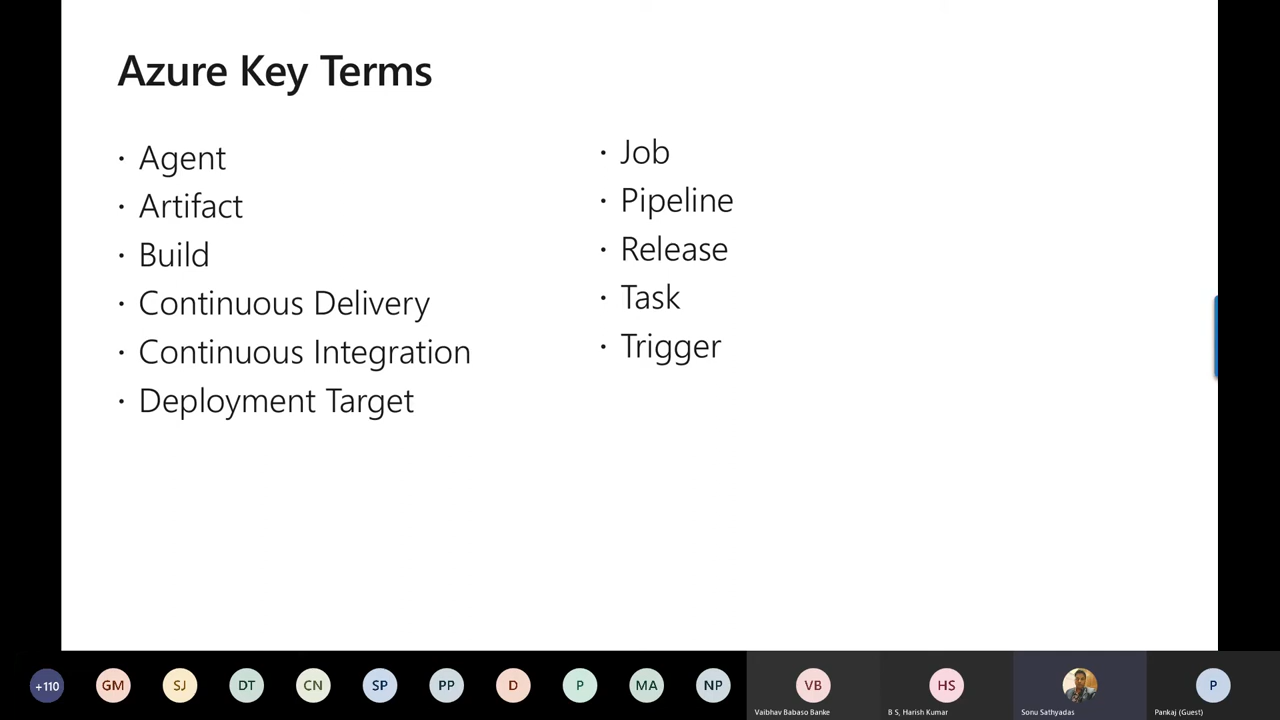 Azure Key Terms
· Agent
· Artifact
· Build
· Continuous Delivery
· Continuous Integration
· Deployment Target
· Job
· Pipeline
· Release
· Task
· Trigger
+110
GM
SJ
DT
CN
SP
PP
D
P
MA
NP
VB
Vaibhav Babaso Banke
HS
B S, Harish Kumar
Sonu Sathyadas
P
Pankaj (Guest)